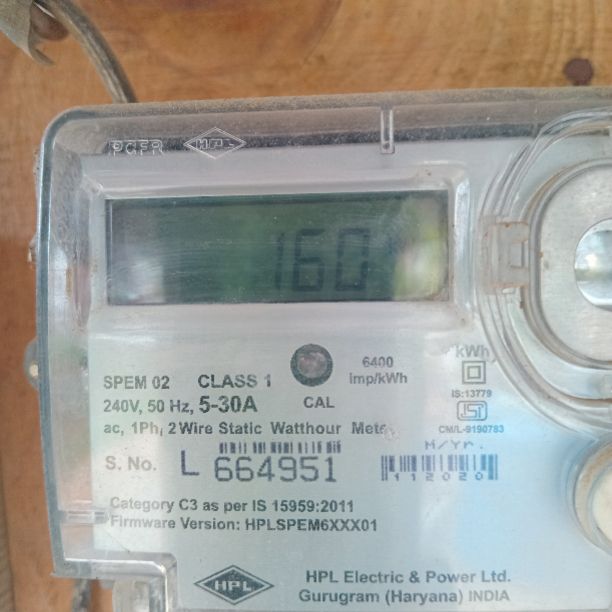 PGFR HPL
160
6400
imp/kWh
kWh
SPEM 02 CLASS 1
240V, 50 Hz, 5-30A
CAL
IS:13779
CM/L-9190783
ac, 1Ph, 2 Wire Static Watthour
M/Yr.
S. No. L 664951
112020
Category C3 as per IS 15959:2011
Firmware Version: HPLSPEM6XXX01
HPL
HPL Electric & Power Ltd.
Gurugram (Haryana) INDIA